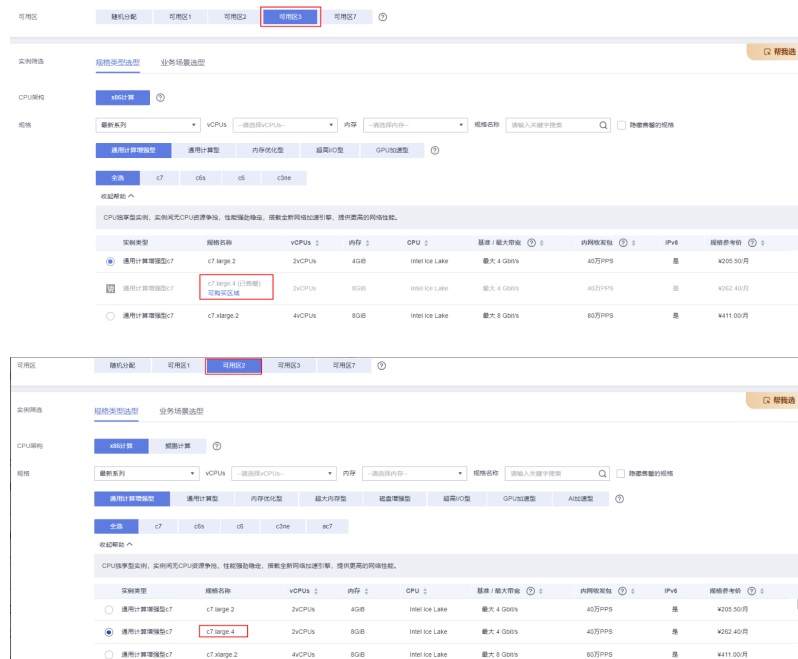 可用区 随机分配 可用区1 可用区2 可用区3 可用区7 ?
帮我选
实例筛选 规格类型选型 业务场景选型
CPU架构 x86计算 ?
规格 最新系列 vCPUs --请选择vCPUs-- 内存 --请选择内存-- 规格名称 请输入关键字搜索 隐藏售罄的规格
通用计算增强型 通用计算型 内存优化型 超高I/O型 GPU加速型 ?
全选 c7 c6s c6 c3ne
收起帮助
CPU独享型实例，实例间无CPU资源争抢，性能强劲稳定，搭载全新网络加速引擎，提供更高的网络性能。
实例类型 规格名称 vCPUs 内存 CPU 基准 / 最大带宽 ? 内网收发包 ? IPv6 规格参考价 ?
通用计算增强型c7 c7.large.2 2vCPUs 4GiB Intel Ice Lake 最大 4 Gbit/s 40万PPS 是 ¥205.50/月
通用计算增强型c7 c7.large.4 (已售罄) 2vCPUs 8GiB Intel Ice Lake 最大 4 Gbit/s 40万PPS 是 ¥262.40/月
可购买区域
通用计算增强型c7 c7.xlarge.2 4vCPUs 8GiB Intel Ice Lake 最大 8 Gbit/s 80万PPS 是 ¥411.00/月
可用区 随机分配 可用区1 可用区2 可用区3 可用区7 ?
帮我选
实例筛选 规格类型选型 业务场景选型
CPU架构 x86计算 鲲鹏计算 ?
规格 最新系列 vCPUs --请选择vCPUs-- 内存 --请选择内存-- 规格名称 请输入关键字搜索 隐藏售罄的规格
通用计算增强型 通用计算型 内存优化型 超大内存型 磁盘增强型 超高I/O型 GPU加速型 AI加速型 ?
全选 c7 c6s c6 c3ne ac7
收起帮助
CPU独享型实例，实例间无CPU资源争抢，性能强劲稳定，搭载全新网络加速引擎，提供更高的网络性能。
实例类型 规格名称 vCPUs 内存 CPU 基准 / 最大带宽 ? 内网收发包 ? IPv6 规格参考价 ?
通用计算增强型c7 c7.large.2 2vCPUs 4GiB Intel Ice Lake 最大 4 Gbit/s 40万PPS 是 ¥205.50/月
通用计算增强型c7 c7.large.4 2vCPUs 8GiB Intel Ice Lake 最大 4 Gbit/s 40万PPS 是 ¥262.40/月
通用计算增强型c7 c7.xlarge.2 4vCPUs 8GiB Intel Ice Lake 最大 8 Gbit/s 80万PPS 是 ¥411.00/月